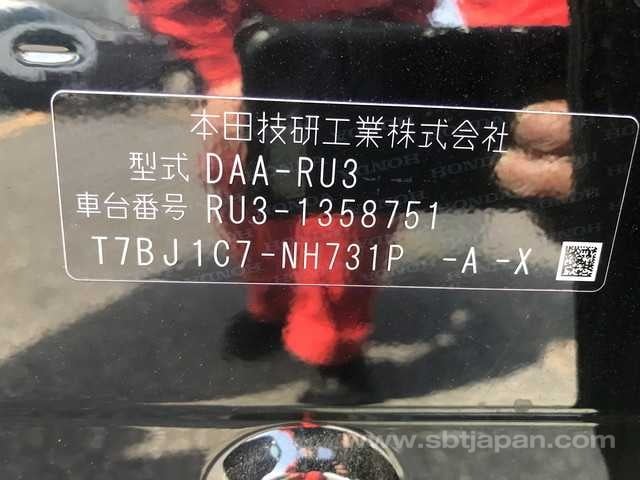 本田技研工業株式会社
型式 DAA-RU3
車台番号 RU3-1358751
T7BJ1C7-NH731P -A -X
www.sbtjapan.com